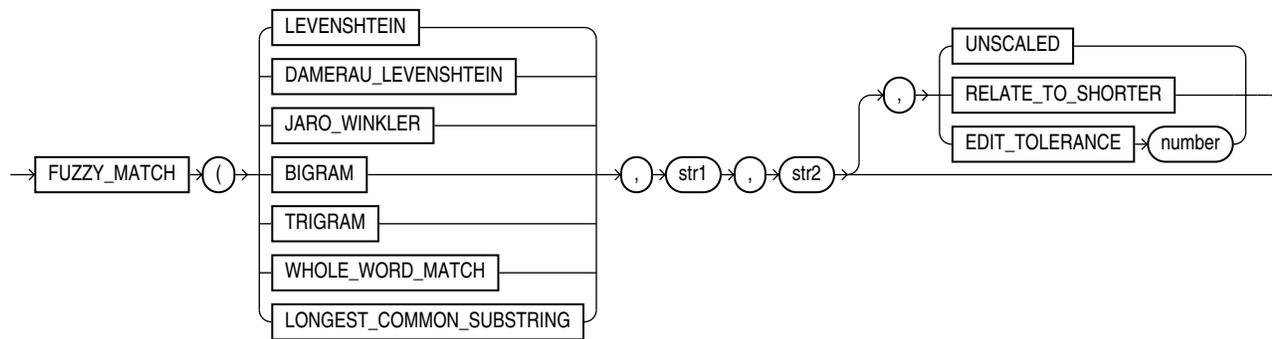 LEVENSHTEIN
DAMERAU_LEVENSHTEIN
JARO_WINKLER
FUZZY_MATCH ( BIGRAM , str1 , str2
TRIGRAM
WHOLE_WORD_MATCH
LONGEST_COMMON_SUBSTRING
, UNSCALED
RELATE_TO_SHORTER
EDIT_TOLERANCE number